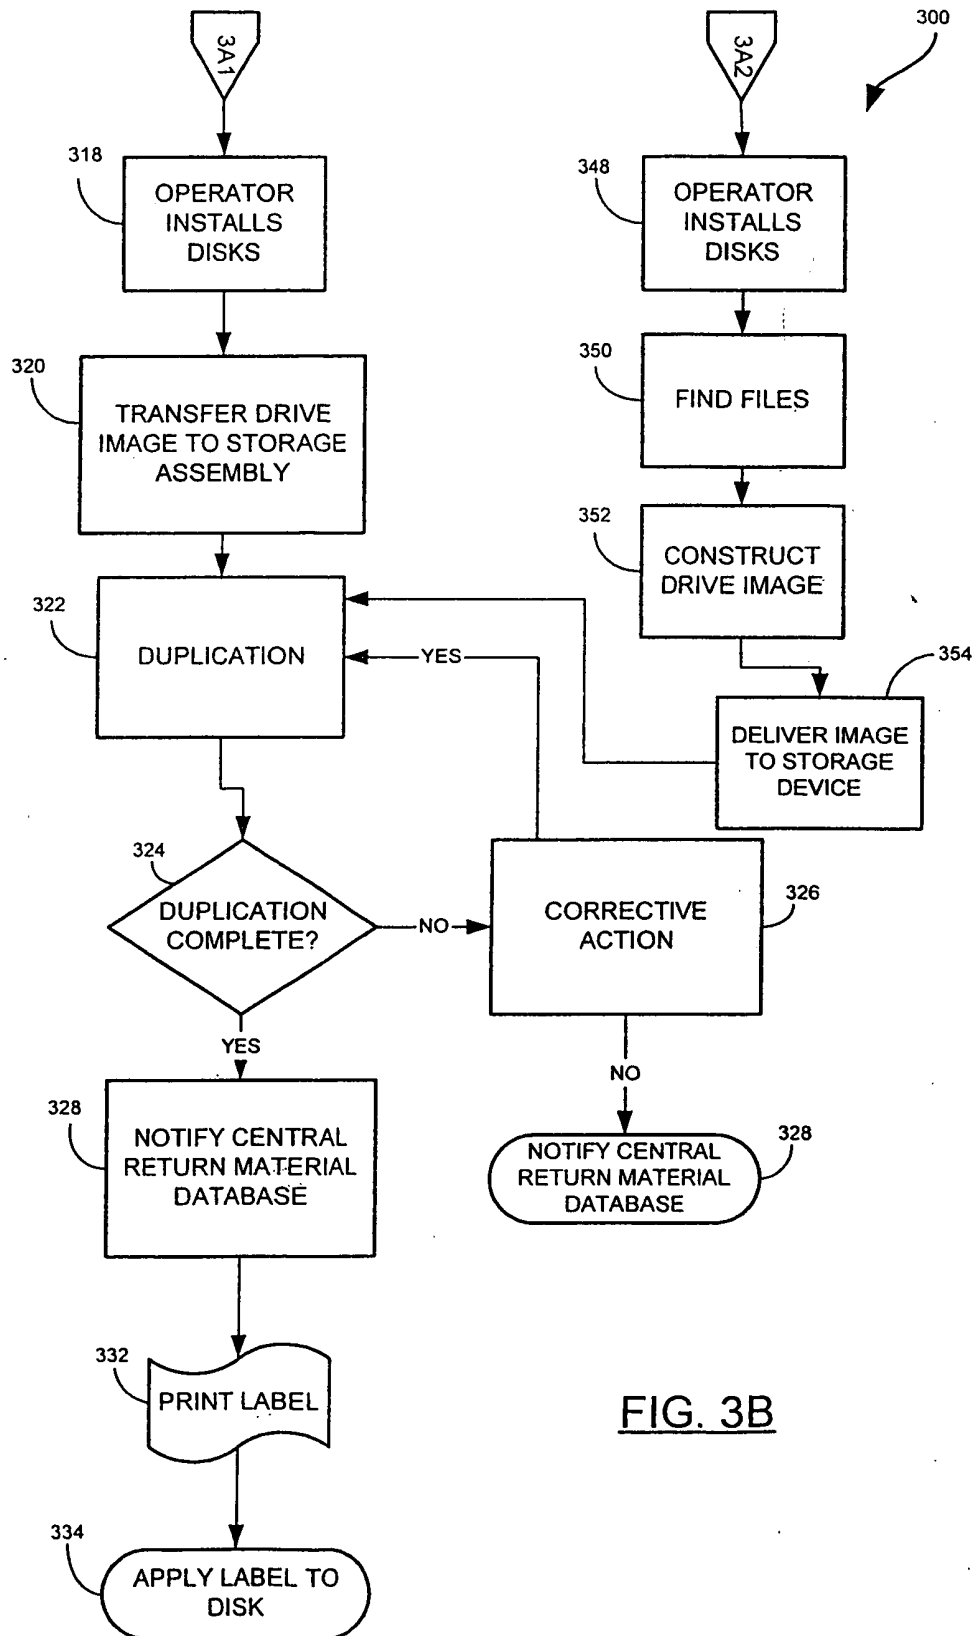 3A1
3A2
300
318
OPERATOR
INSTALLS
DISKS
348
OPERATOR
INSTALLS
DISKS
320
TRANSFER DRIVE
IMAGE TO STORAGE
ASSEMBLY
350
FIND FILES
352
CONSTRUCT
DRIVE IMAGE
322
DUPLICATION
YES
354
DELIVER IMAGE
TO STORAGE
DEVICE
324
DUPLICATION
COMPLETE?
NO
CORRECTIVE
ACTION
326
YES
NO
328
NOTIFY CENTRAL
RETURN MATERIAL
DATABASE
NOTIFY CENTRAL
RETURN MATERIAL
DATABASE
328
332
PRINT LABEL
FIG. 3B
334
APPLY LABEL TO
DISK